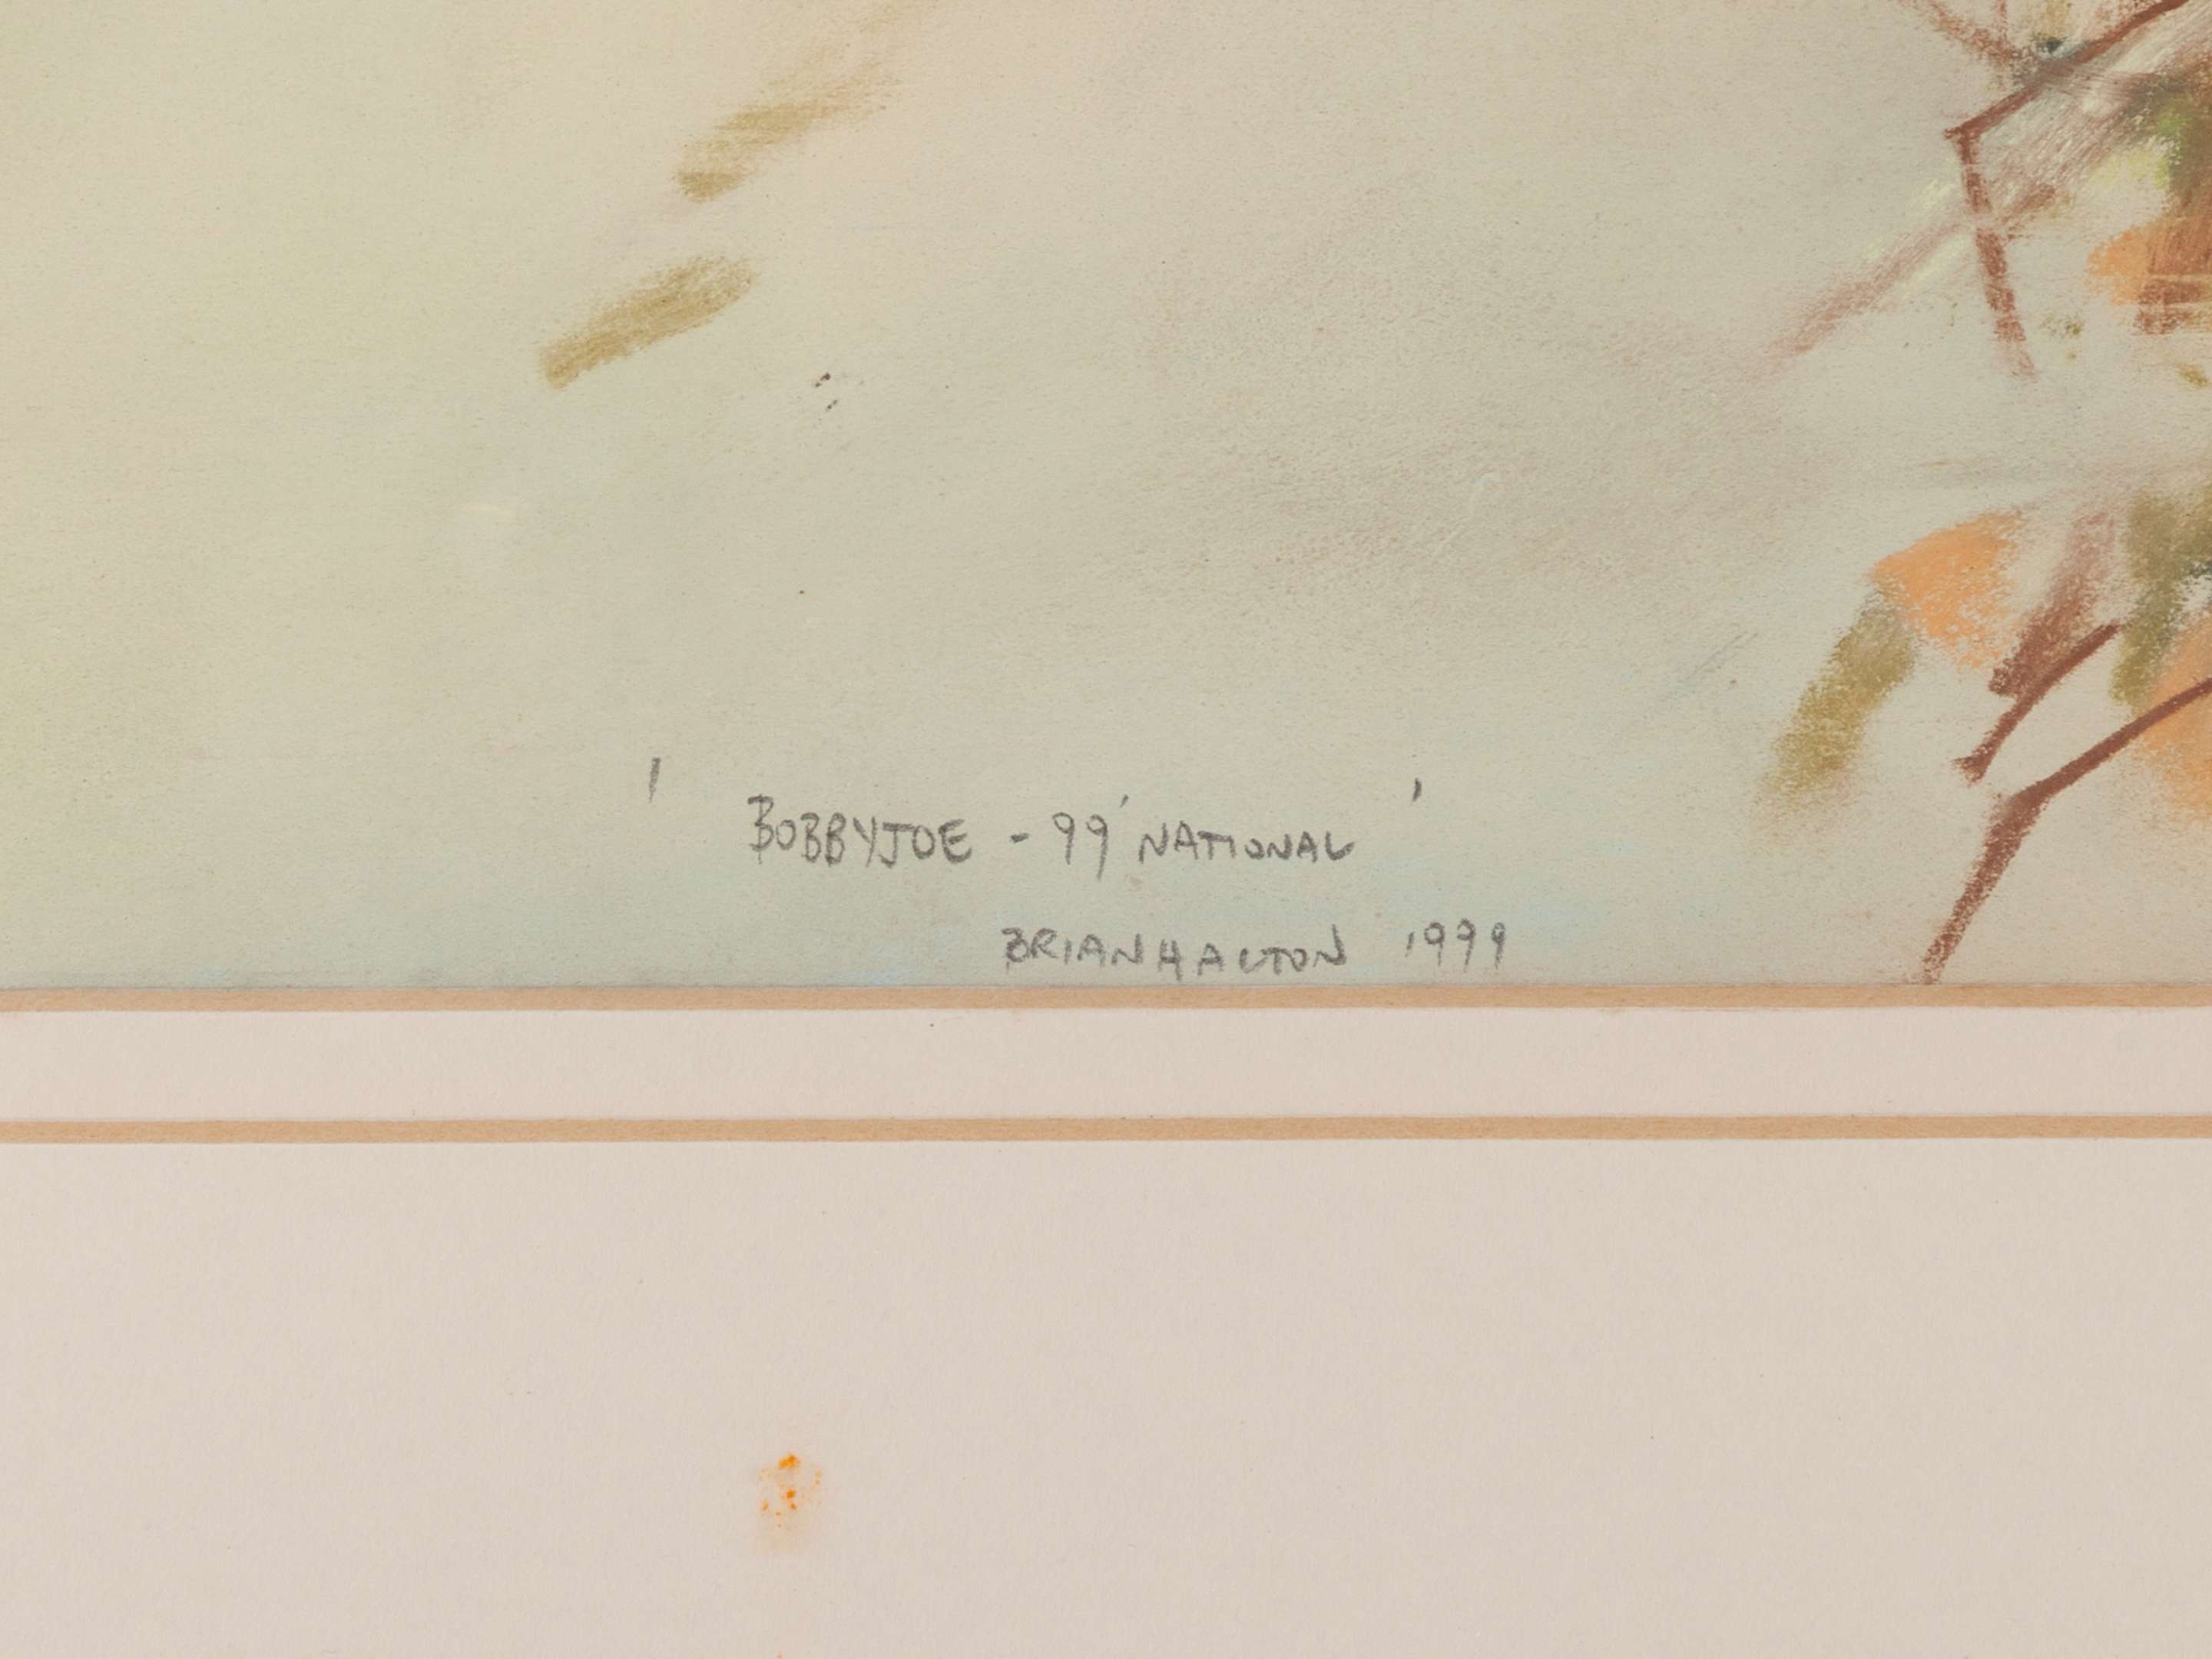 ' BOBBYJOE - 99' NATIONAL '
BRIAN HALTON 1999